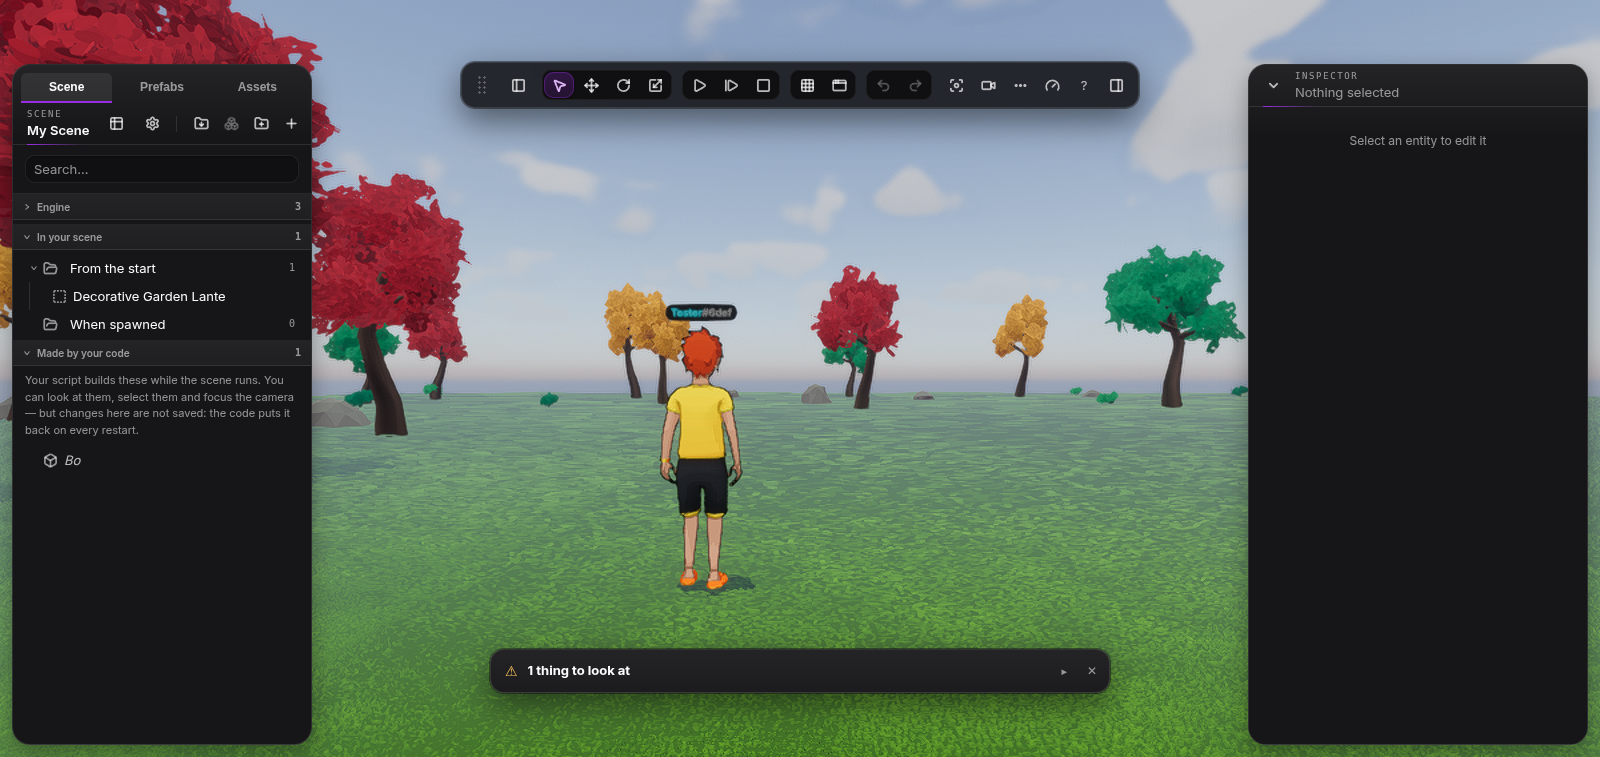 Scene
Prefabs
Assets
SCENE
My Scene
Search...
Engine
3
In your scene
1
From the start
1
Decorative Garden Lante
When spawned
0
Made by your code
1
Your script builds these while the scene runs. You
can look at them, select them and focus the camera
— but changes here are not saved: the code puts it
back on every restart.
Bo
?
Tester#6def
1 thing to look at
INSPECTOR
Nothing selected
Select an entity to edit it